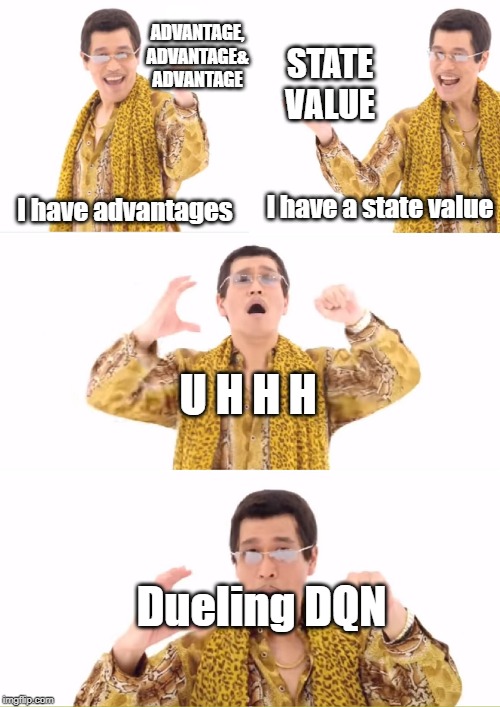 ADVANTAGE,
ADVANTAGE&
ADVANTAGE
I have advantages
STATE
VALUE
I have a state value
U H H H
Dueling DQN
imgflip.com